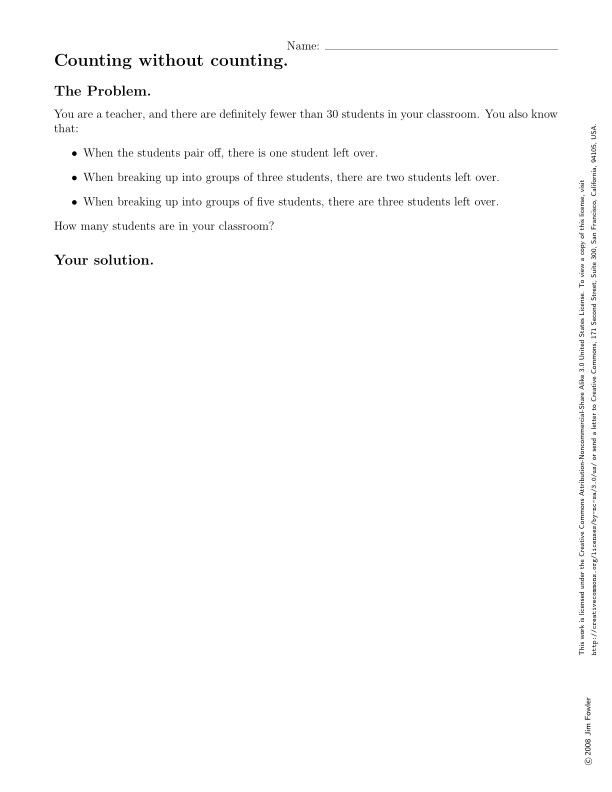 Name:
Counting without counting.
The Problem.
You are a teacher, and there are definitely fewer than 30 students in your classroom. You also know
that:
• When the students pair off, there is one student left over.
• When breaking up into groups of three students, there are two students left over.
• When breaking up into groups of five students, there are three students left over.
How many students are in your classroom?
Your solution.
This work is licensed under the Creative Commons Attribution-Noncommercial-Share Alike 3.0 United States License. To view a copy of this license, visit
http://creativecommons.org/licenses/by-nc-sa/3.0/us/ or send a letter to Creative Commons, 171 Second Street, Suite 300, San Francisco, California, 94105, USA.
© 2008 Jim Fowler